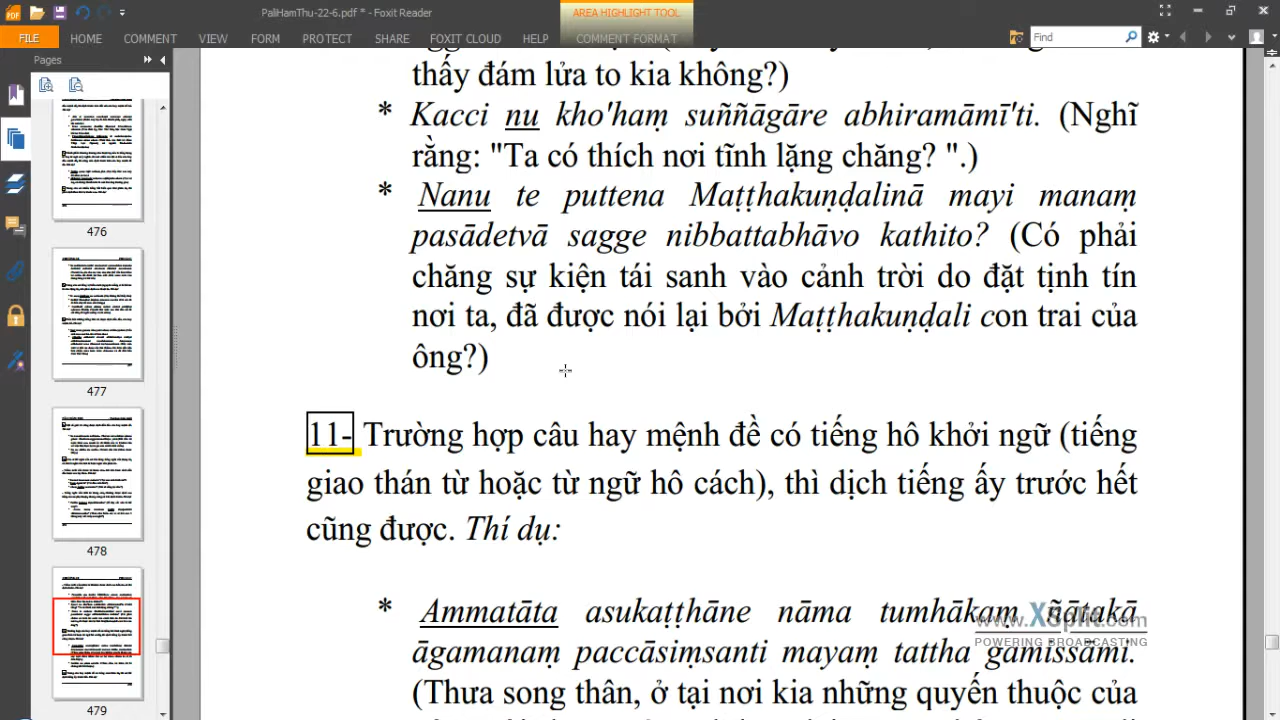 PaliHamThu-22-6.pdf * - Foxit Reader
AREA HIGHLIGHT TOOL
FILE HOME COMMENT VIEW FORM PROTECT SHARE FOXIT CLOUD HELP COMMENT FORMAT Find
Pages
476
477
478
479
thấy đám lửa to kia không?)
* Kacci nu kho'haṃ suññāgāre abhiramāmī'ti. (Nghĩ
rằng: "Ta có thích nơi tĩnh lặng chăng? ".)
* Nanu te puttena Maṭṭhakuṇḍalinā mayi manaṃ
pasādetvā sagge nibbattabhāvo kathito? (Có phải
chăng sự kiện tái sanh vào cảnh trời do đặt tịnh tín
nơi ta, đã được nói lại bởi Maṭṭhakuṇḍali con trai của
ông?)
11- Trường hợp câu hay mệnh đề có tiếng hô khởi ngữ (tiếng
giao thán từ hoặc từ ngữ hô cách), thì dịch tiếng ấy trước hết
cũng được. Thí dụ:
* Ammatāta asukaṭṭhāne nāma tumhākaṃ ñātakā
www.XSplit.com
POWERING BROADCASTING
āgamanaṃ paccāsiṃsanti mayaṃ tattha gamissāmi.
(Thưa song thân, ở tại nơi kia những quyến thuộc của